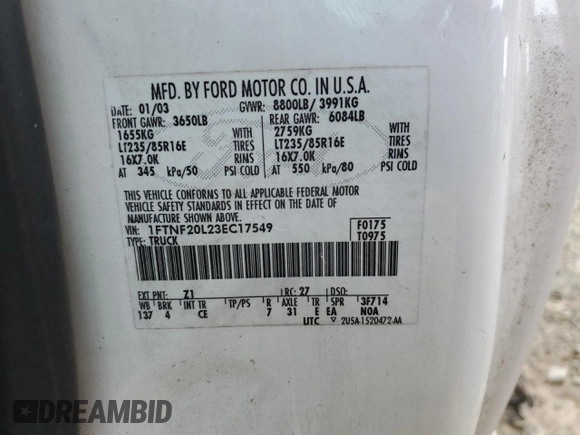 MFD. BY FORD MOTOR CO. IN U.S.A.
DATE: 01/03 GVWR: 8800LB/ 3991KG
FRONT GAWR: 3650LB REAR GAWR: 6084LB
1655KG WITH 2759KG WITH
LT235/85R16E TIRES LT235/85R16E TIRES
16X7.0K RIMS 16X7.0K RIMS
AT 345 kPa/50 PSI COLD AT 550 kPa/80 PSI COLD
THIS VEHICLE CONFORMS TO ALL APPLICABLE FEDERAL MOTOR
VEHICLE SAFETY STANDARDS IN EFFECT ON THE DATE OF
MANUFACTURE SHOWN ABOVE.
VIN: 1FTNF20L23EC17549 F0175
TYPE: TRUCK T0975
EXT PNT: Z1 RC: 27 DSO:
WB BRK INT TR TP/PS R AXLE TR SPR 3F714
137 4 CE 7 31 E EA N0A
UTC 2U5A-1520472-AA
DREAMBID